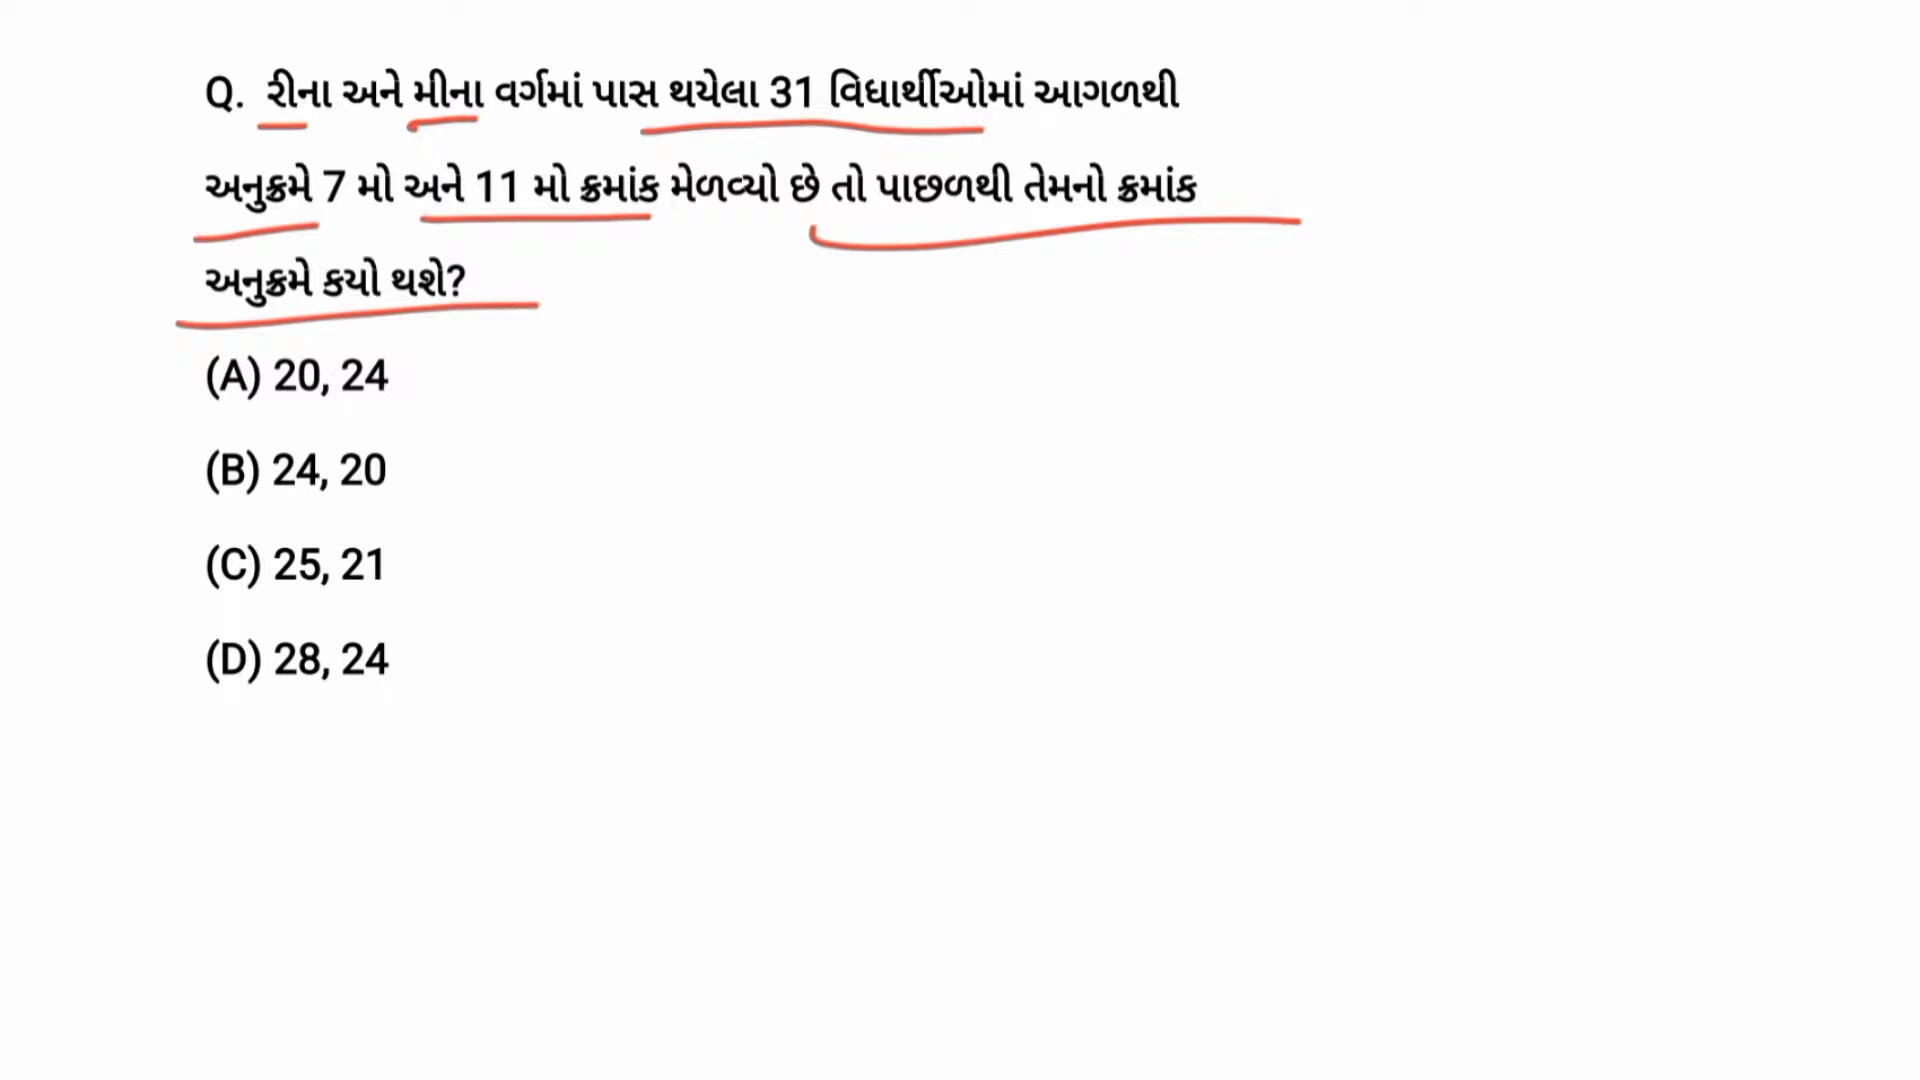 Q. રીના અને મીના વર્ગમાં પાસ થયેલા 31 વિધાર્થીઓમાં આગળથી
અનુક્રમે 7 મો અને 11 મો ક્રમાંક મેળવ્યો છે તો પાછળથી તેમનો ક્રમાંક
અનુક્રમે કયો થશે?
(A) 20, 24
(B) 24, 20
(C) 25, 21
(D) 28, 24